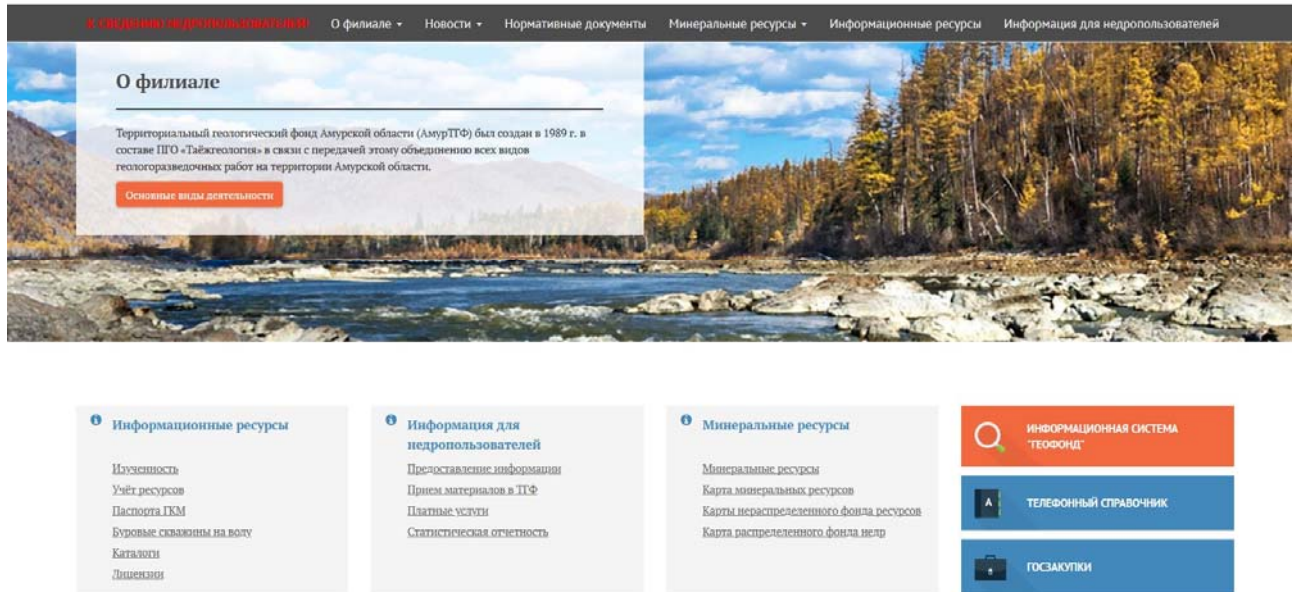 К СВЕДЕНИЮ НЕДРОПОЛЬЗОВАТЕЛЕЙ!
О филиале
Новости
Нормативные документы
Минеральные ресурсы
Информационные ресурсы
Информация для недропользователей
О филиале
Территориальный геологический фонд Амурской области (АмурТГФ) был создан в 1989 г. в
составе ПГО «Таёжгеология» в связи с передачей этому объединению всех видов
геологоразведочных работ на территории Амурской области.
Основные виды деятельности
Информационные ресурсы
Изученность
Учёт ресурсов
Паспорта ГКМ
Буровые скважины на воду
Каталоги
Лицензии
Информация для
недропользователей
Предоставление информации
Прием материалов в ТГФ
Платные услуги
Статистическая отчетность
Минеральные ресурсы
Минеральные ресурсы
Карта минеральных ресурсов
Карты нераспределенного фонда ресурсов
Карта распределенного фонда недр
ИНФОРМАЦИОННАЯ СИСТЕМА
"ГЕОФОНД"
A
ТЕЛЕФОННЫЙ СПРАВОЧНИК
ГОСЗАКУПКИ